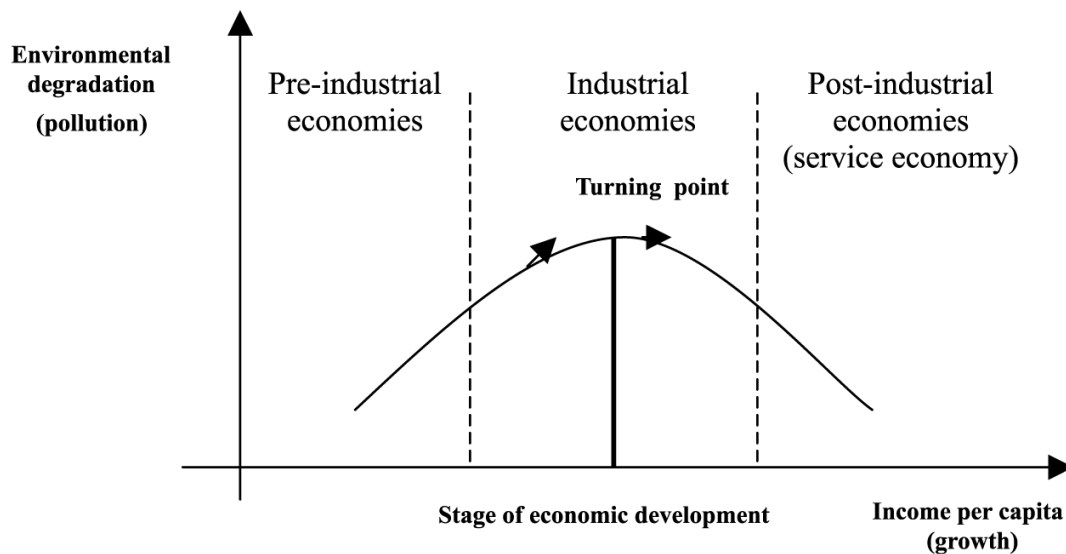 Environmental
degradation
(pollution)
Pre-industrial
economies
Industrial
economies
Post-industrial
economies
(service economy)
Turning point
Stage of economic development
Income per capita
(growth)